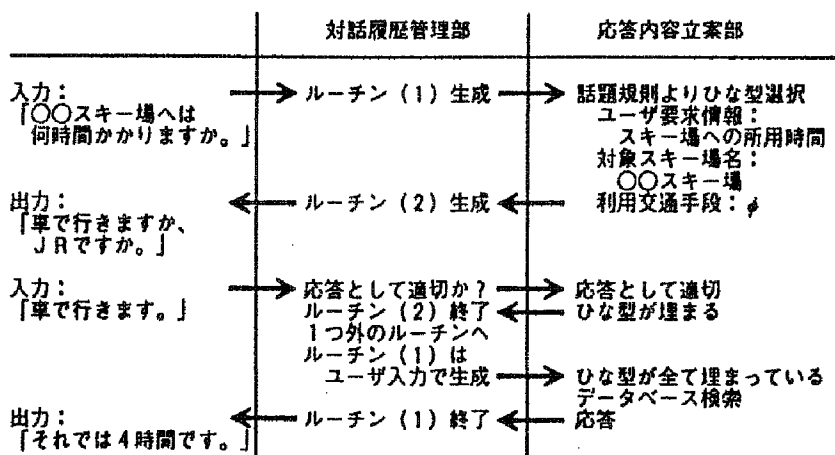 対話履歴管理部
応答内容立案部
入力：
「〇〇スキー場へは
何時間かかりますか。」
ルーチン（1）生成
話題規則よりひな型選択
ユーザ要求情報：
スキー場への所用時間
対象スキー場名：
〇〇スキー場
利用交通手段：φ
出力：
「車で行きますか、
ＪＲですか。」
ルーチン（2）生成
入力：
「車で行きます。」
応答として適切か？
ルーチン（2）終了
1つ外のルーチンへ
ルーチン（1）は
ユーザ入力で生成
応答として適切
ひな型が埋まる
ひな型が全て埋まっている
データベース検索
出力：
「それでは4時間です。」
ルーチン（1）終了
応答